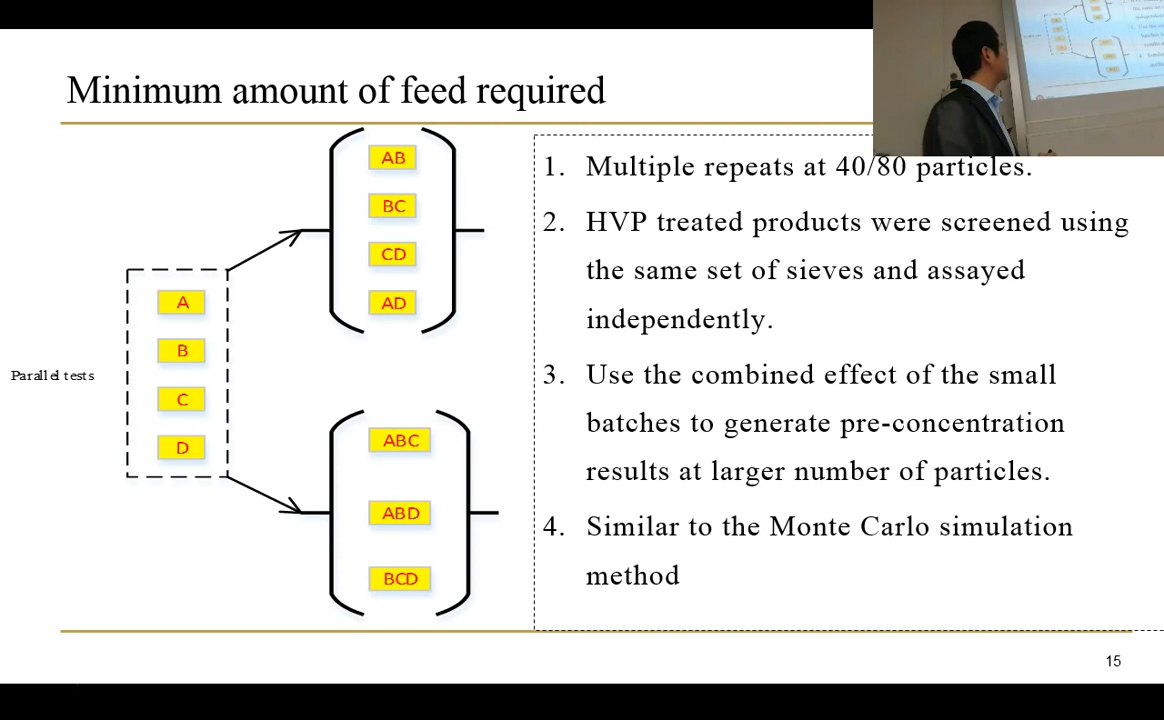 Minimum amount of feed required
AB
BC
CD
AD
A
B
C
D
Parallel tests
ABC
ABD
BCD
1. Multiple repeats at 40/80 particles.
2. HVP treated products were screened using
the same set of sieves and assayed
independently.
3. Use the combined effect of the small
batches to generate pre-concentration
results at larger number of particles.
4. Similar to the Monte Carlo simulation
method
15